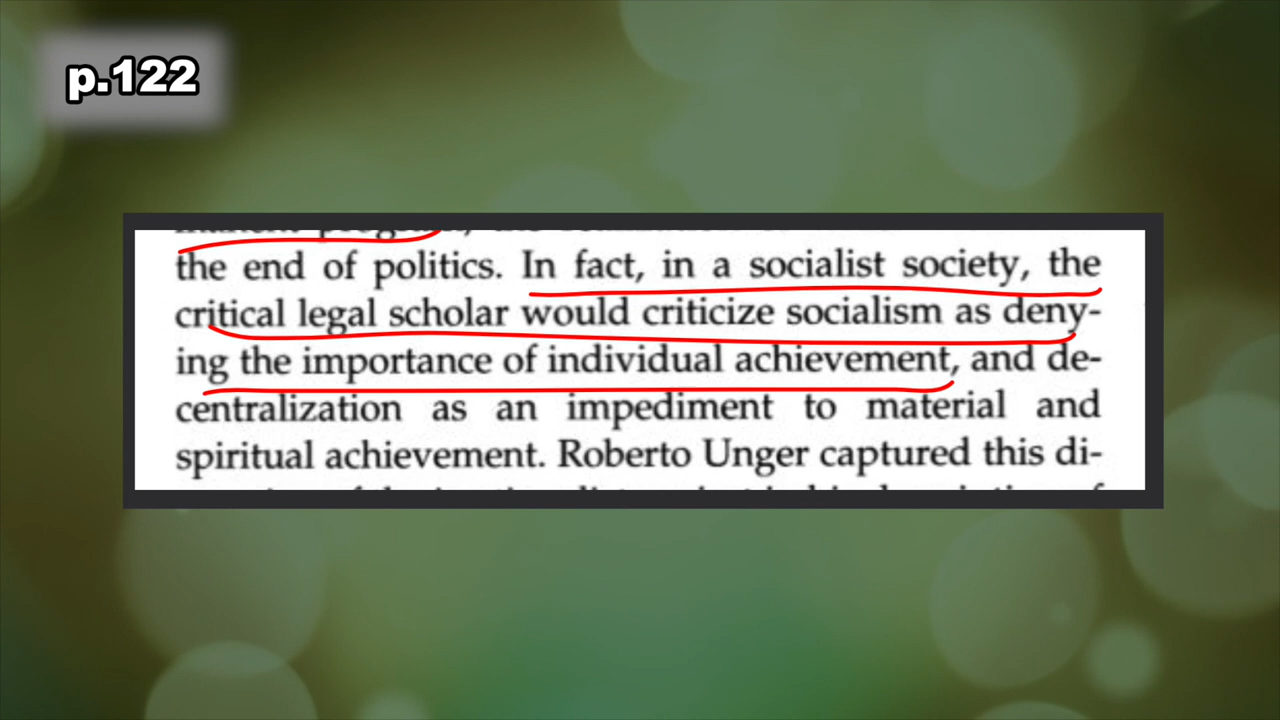 p.122
the end of politics. In fact, in a socialist society, the
critical legal scholar would criticize socialism as deny-
ing the importance of individual achievement, and de-
centralization as an impediment to material and
spiritual achievement. Roberto Unger captured this di-